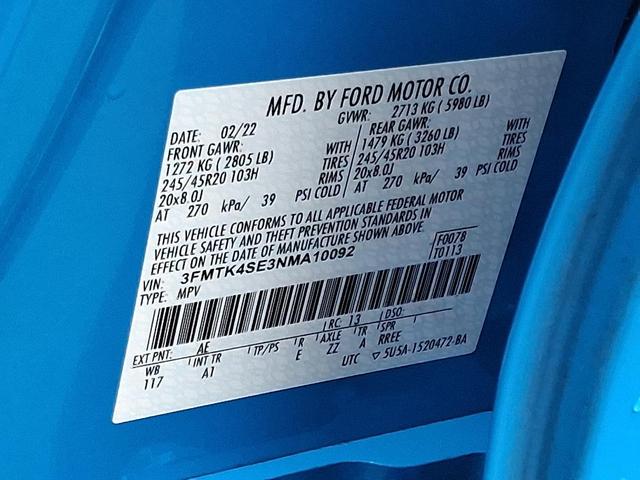 MFD. BY FORD MOTOR CO.
DATE: 02/22 GVWR: 2713 KG ( 5980 LB)
FRONT GAWR: REAR GAWR:
1272 KG ( 2805 LB) WITH 1479 KG ( 3260 LB) WITH
245/45R20 103H TIRES 245/45R20 103H TIRES
20x8.0J RIMS 20x8.0J RIMS
AT 270 kPa/ 39 PSI COLD AT 270 kPa/ 39 PSI COLD
THIS VEHICLE CONFORMS TO ALL APPLICABLE FEDERAL MOTOR
VEHICLE SAFETY AND THEFT PREVENTION STANDARDS IN
EFFECT ON THE DATE OF MANUFACTURE SHOWN ABOVE.
VIN: 3FMTK4SE3NMA10092 F0078
TYPE: MPV T0113
EXT PNT: AE RC: 13 DSO:
WB INT TR TP/PS R AXLE TR SPR
117 A1 E ZZ A RREE
UTC ▽5U5A-1520472-BA